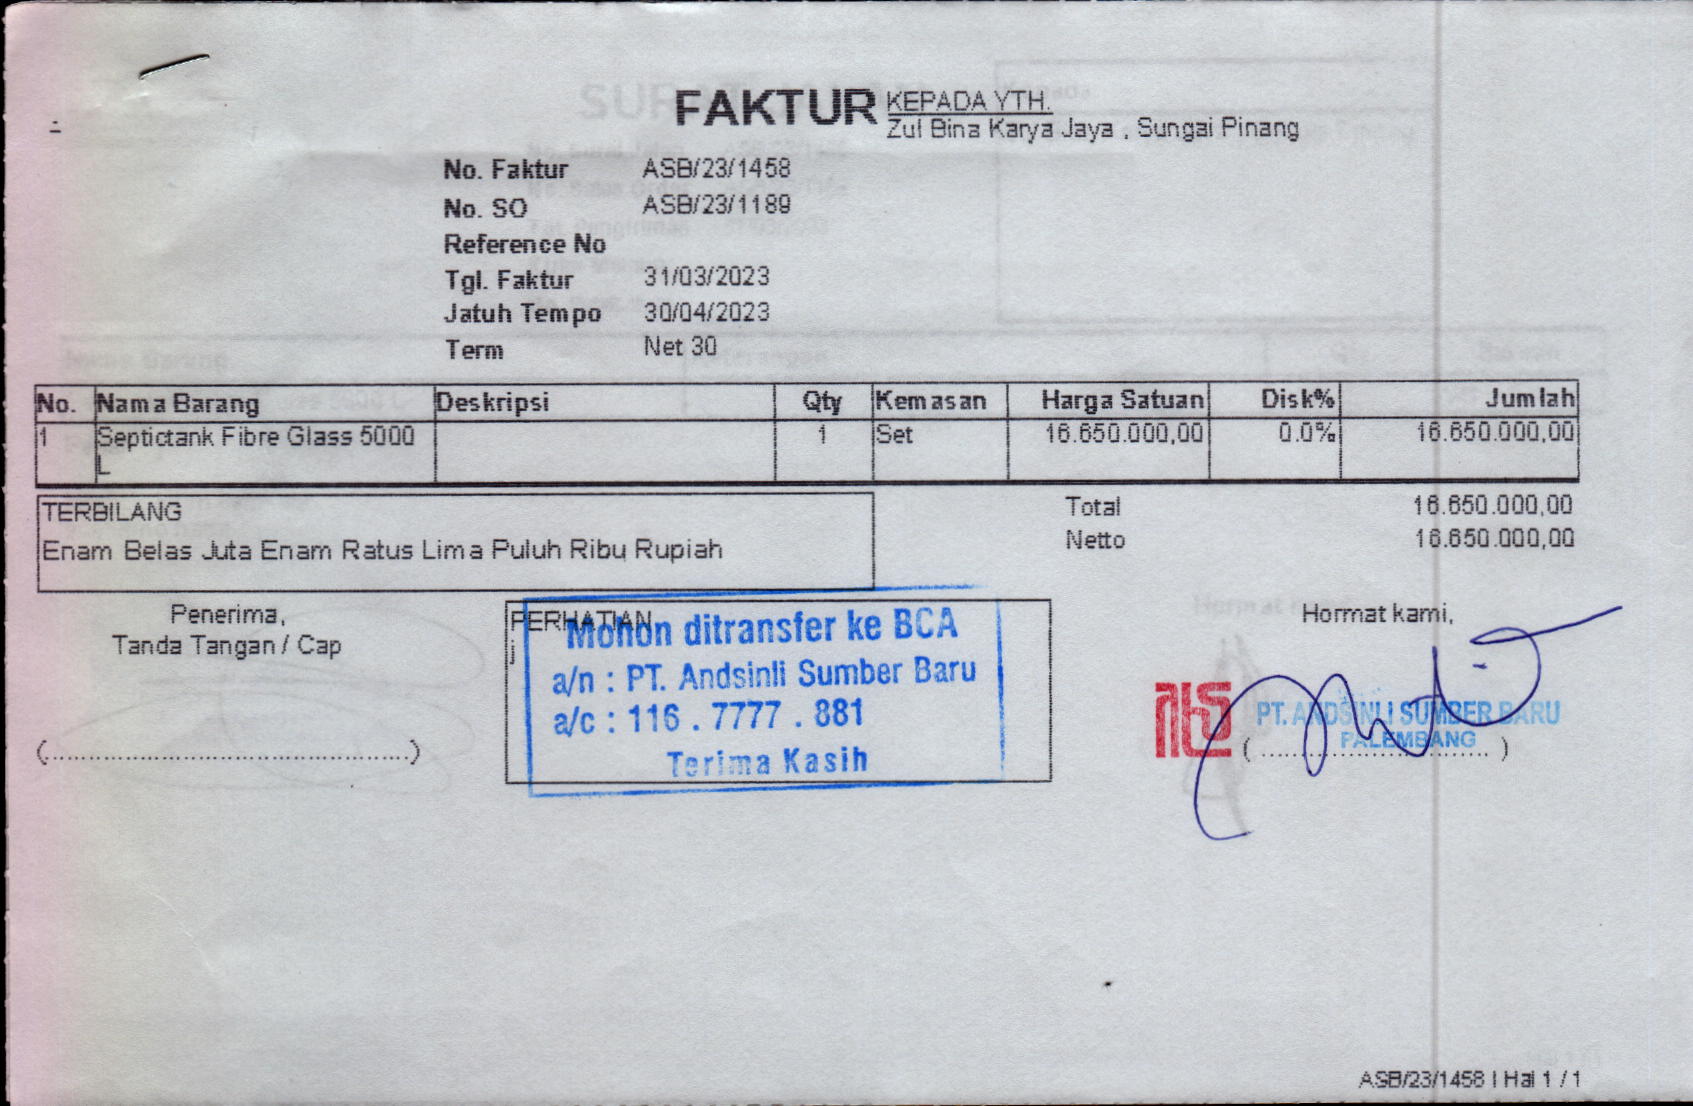 FAKTUR
KEPADA YTH.
Zul Bina Karya Jaya , Sungai Pinang
No. Faktur ASB/23/1458
No. SO ASB/23/1189
Reference No
Tgl. Faktur 31/03/2023
Jatuh Tempo 30/04/2023
Term Net 30
No. Nama Barang Deskripsi Qty Kemasan Harga Satuan Disk% Jumlah
1 Septictank Fibre Glass 5000 1 Set 16.650.000,00 0.0% 16.650.000,00
L
TERBILANG
Enam Belas Juta Enam Ratus Lima Puluh Ribu Rupiah
Total 16.650.000,00
Netto 16.650.000,00
Penerima,
Tanda Tangan / Cap
(..............................................)
PERHATIAN
j
Mohon ditransfer ke BCA
a/n : PT. Andsinli Sumber Baru
a/c : 116 . 7777 . 881
Terima Kasih
Hormat kami,
PT. ANDSINLI SUMBER BARU
PALEMBANG
(..............................)
ASB/23/1458 | Hal 1 / 1